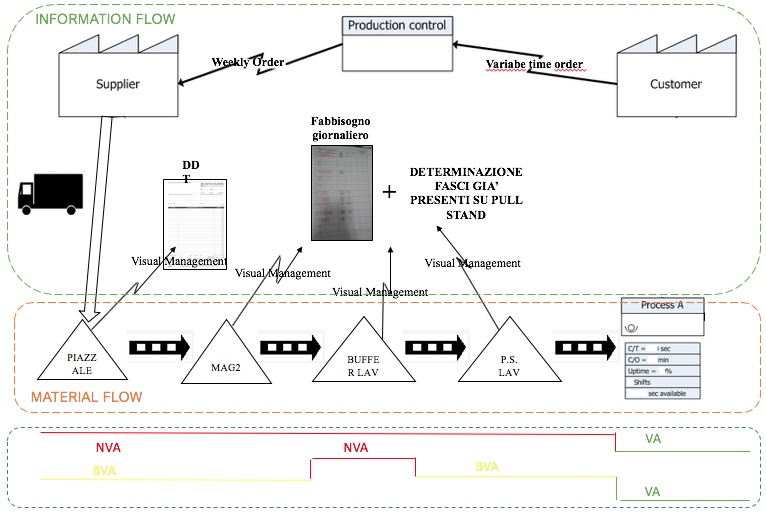 INFORMATION FLOW
Production control
Supplier
Weekly Order
Variabe time order
Customer
Fabbisogno
giornaliero
DD
T
+
DETERMINAZIONE
FASCI GIA’
PRESENTI SU PULL
STAND
Visual Management
Visual Management
Visual Management
Visual Management
Process A
PIAZZ
ALE
MAG2
BUFFE
R LAV
P.S.
LAV
C/T = sec
C/O = min
Uptime = %
Shifts
sec available
MATERIAL FLOW
NVA
NVA
VA
BVA
BVA
VA